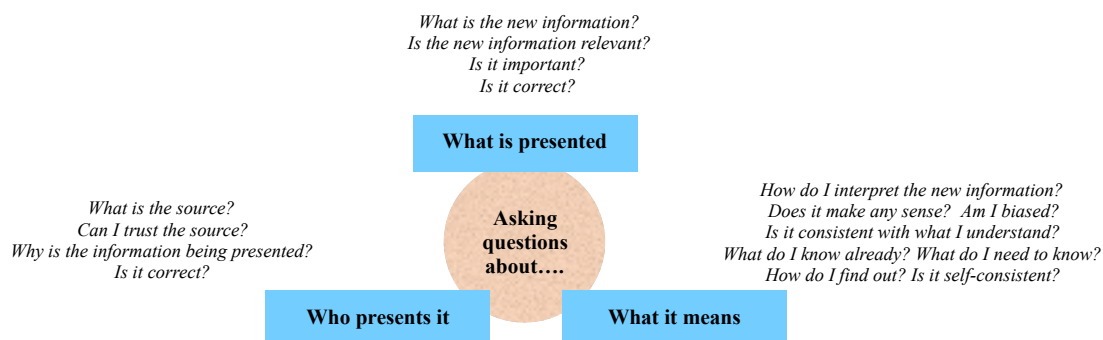 What is the new information?
Is the new information relevant?
Is it important?
Is it correct?
What is presented
Asking
questions
about….
What is the source?
Can I trust the source?
Why is the information being presented?
Is it correct?
Who presents it
How do I interpret the new information?
Does it make any sense?  Am I biased?
Is it consistent with what I understand?
What do I know already? What do I need to know?
How do I find out? Is it self-consistent?
What it means